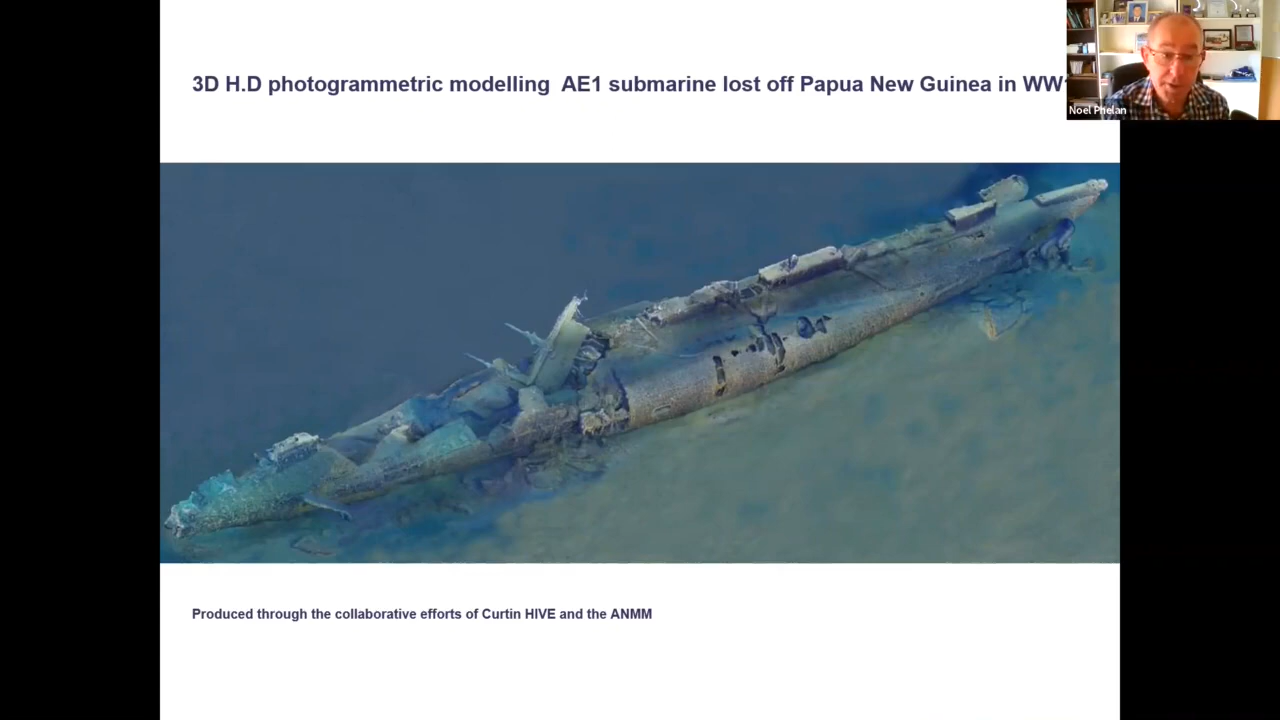 3D H.D photogrammetric modelling  AE1 submarine lost off Papua New Guinea in WW
Noel Phelan
Produced through the collaborative efforts of Curtin HIVE and the ANMM